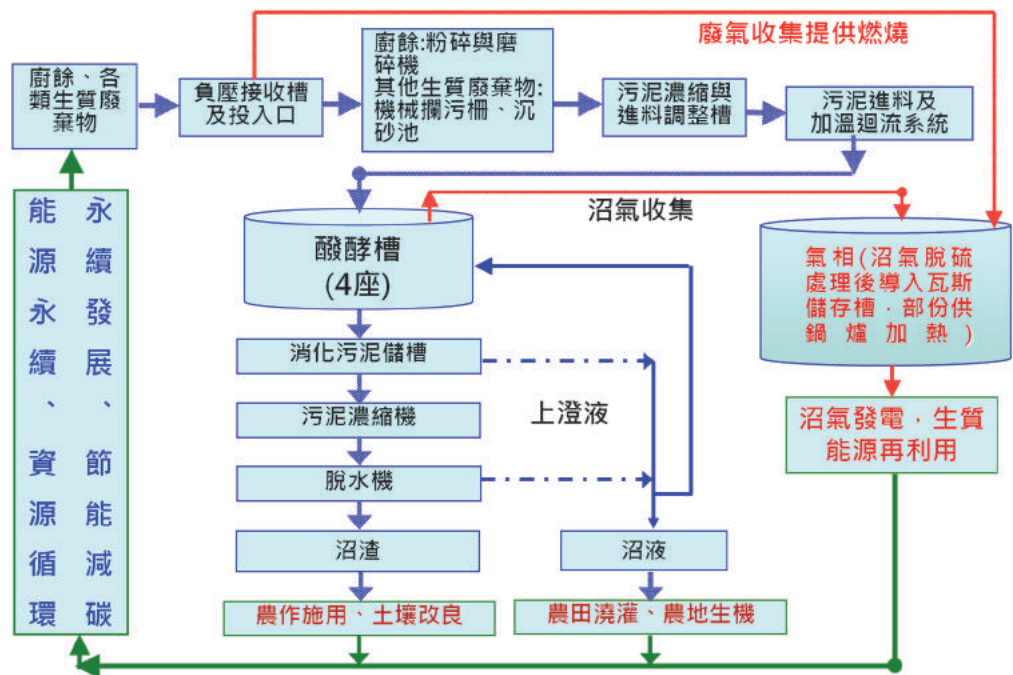 廢氣收集提供燃燒
廚餘、各
類生質廢
棄物
負壓接收槽
及投入口
廚餘:粉碎與磨
碎機
其他生質廢棄物:
機械攔污柵、沉
砂池
污泥濃縮與
進料調整槽
污泥進料及
加溫迴流系統
永續發展、節能減碳
能源永續、資源循環
醱酵槽
(4座)
沼氣收集
氣相(沼氣脫硫
處理後導入瓦斯
儲存槽，部份供
鍋爐加熱)
消化污泥儲槽
污泥濃縮機
上澄液
脫水機
沼氣發電，生質
能源再利用
沼渣
沼液
農作施用、土壤改良
農田澆灌、農地生機